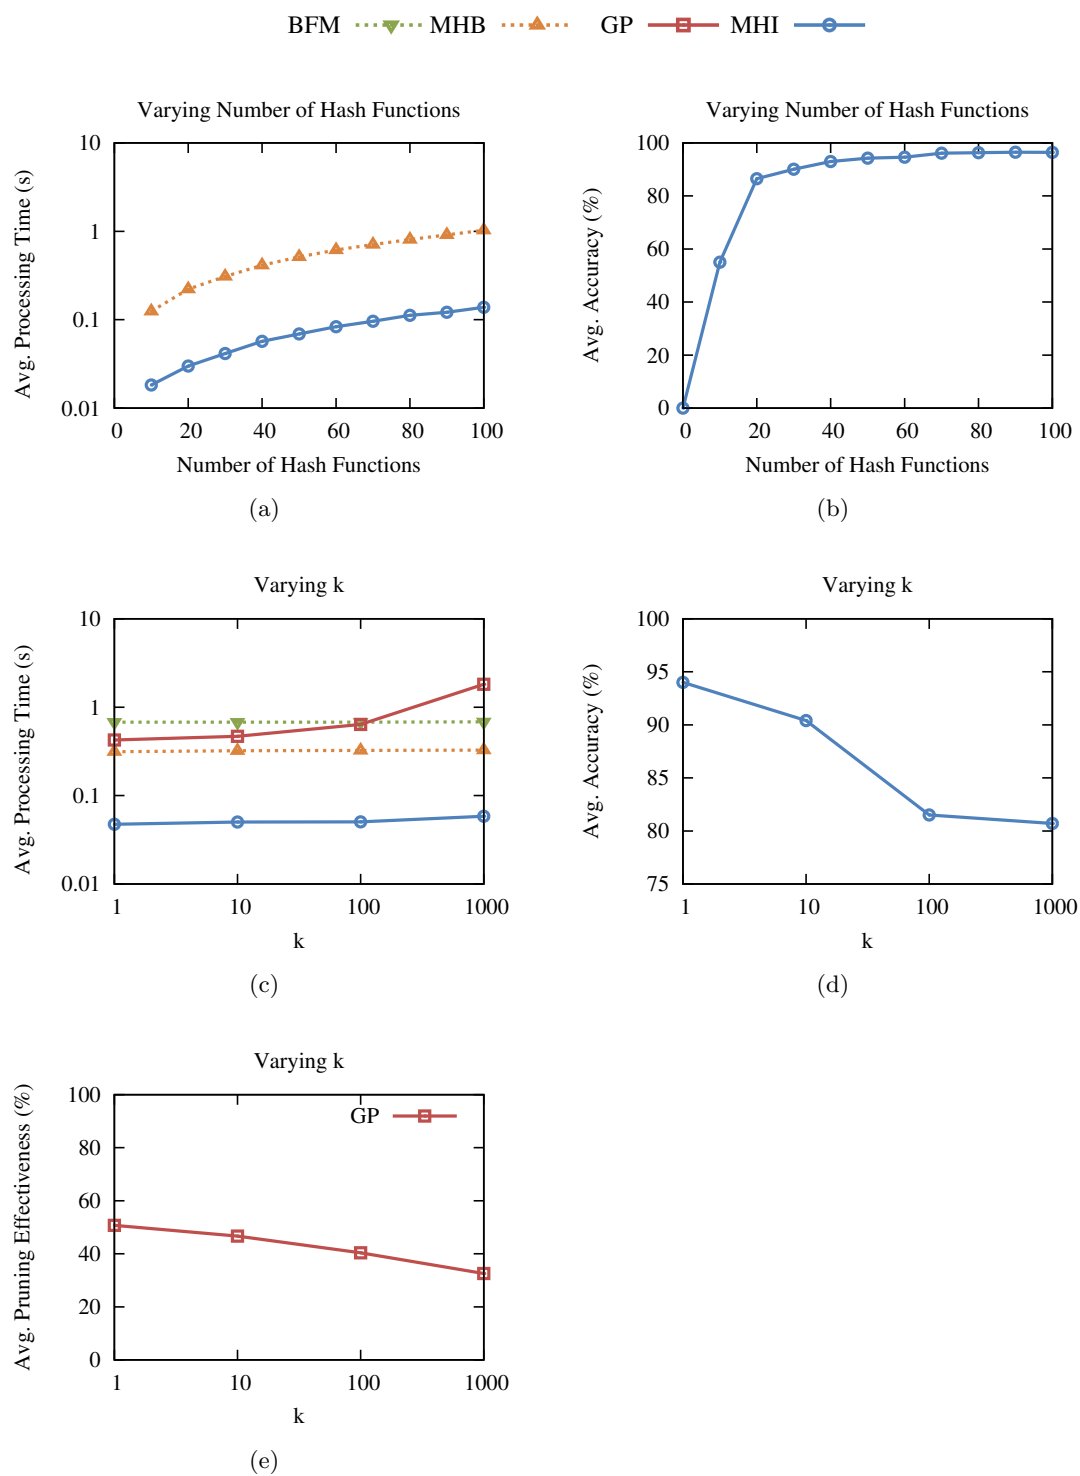 BFM MHB GP MHI
Varying Number of Hash Functions
Avg. Processing Time (s)
10
1
0.1
0.01
0 20 40 60 80 100
Number of Hash Functions
(a)
Varying Number of Hash Functions
Avg. Accuracy (%)
100
80
60
40
20
0
0 20 40 60 80 100
Number of Hash Functions
(b)
Varying k
Avg. Processing Time (s)
10
1
0.1
0.01
1 10 100 1000
k
(c)
Varying k
Avg. Accuracy (%)
100
95
90
85
80
75
1 10 100 1000
k
(d)
Varying k
Avg. Pruning Effectiveness (%)
100
80
60
40
20
0
GP
1 10 100 1000
k
(e)